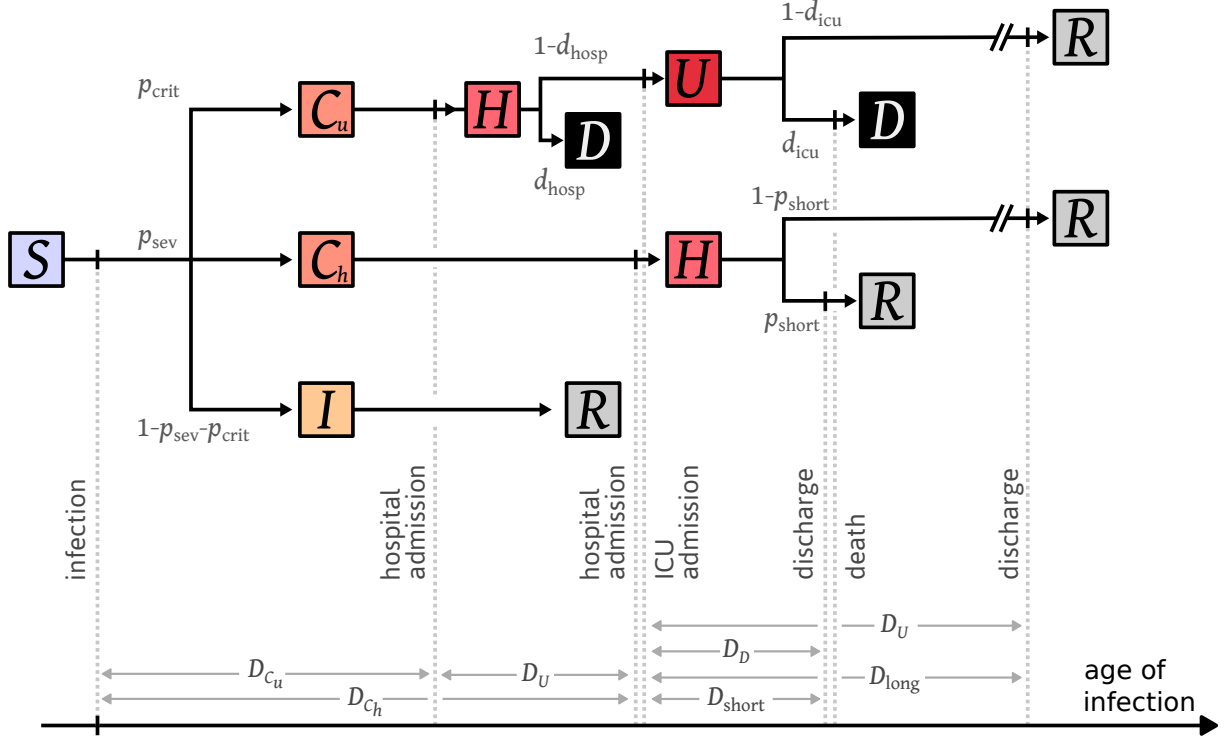 1-d_icu
R
1-d_hosp
U
p_crit
C_u
H
D
D
d_icu
d_hosp
1-p_short
R
p_sev
S
C_h
H
R
p_short
I
R
1-p_sev-p_crit
infection
hospital
admission
hospital
admission
ICU
admission
discharge
death
discharge
D_U
D_D
D_C_u
D_U
D_long
D_C_h
D_short
age of
infection